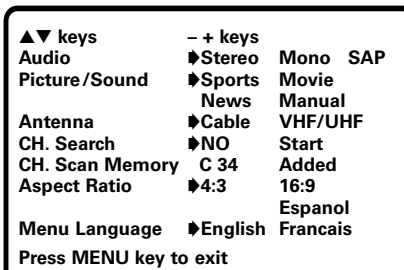 ▲▼ keys – + keys
Audio Stereo Mono SAP
Picture/Sound Sports Movie
News Manual
Antenna Cable VHF/UHF
CH. Search NO Start
CH. Scan Memory C 34 Added
Aspect Ratio 4:3 16:9
Espanol
Menu Language English Francais
Press MENU key to exit